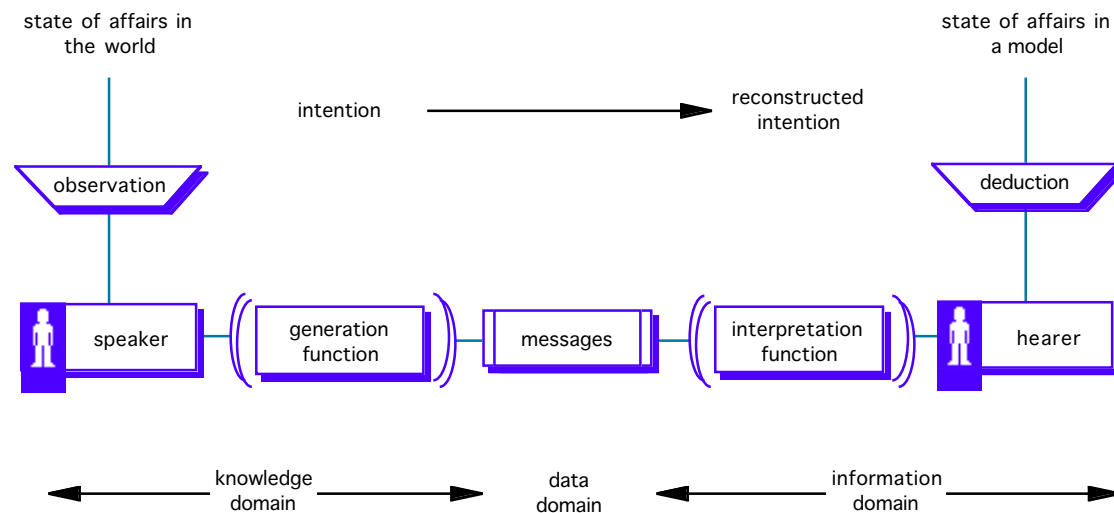 state of affairs in
the world
state of affairs in
a model
intention
reconstructed
intention
observation
deduction
speaker
generation
function
messages
interpretation
function
hearer
knowledge
domain
data
domain
information
domain